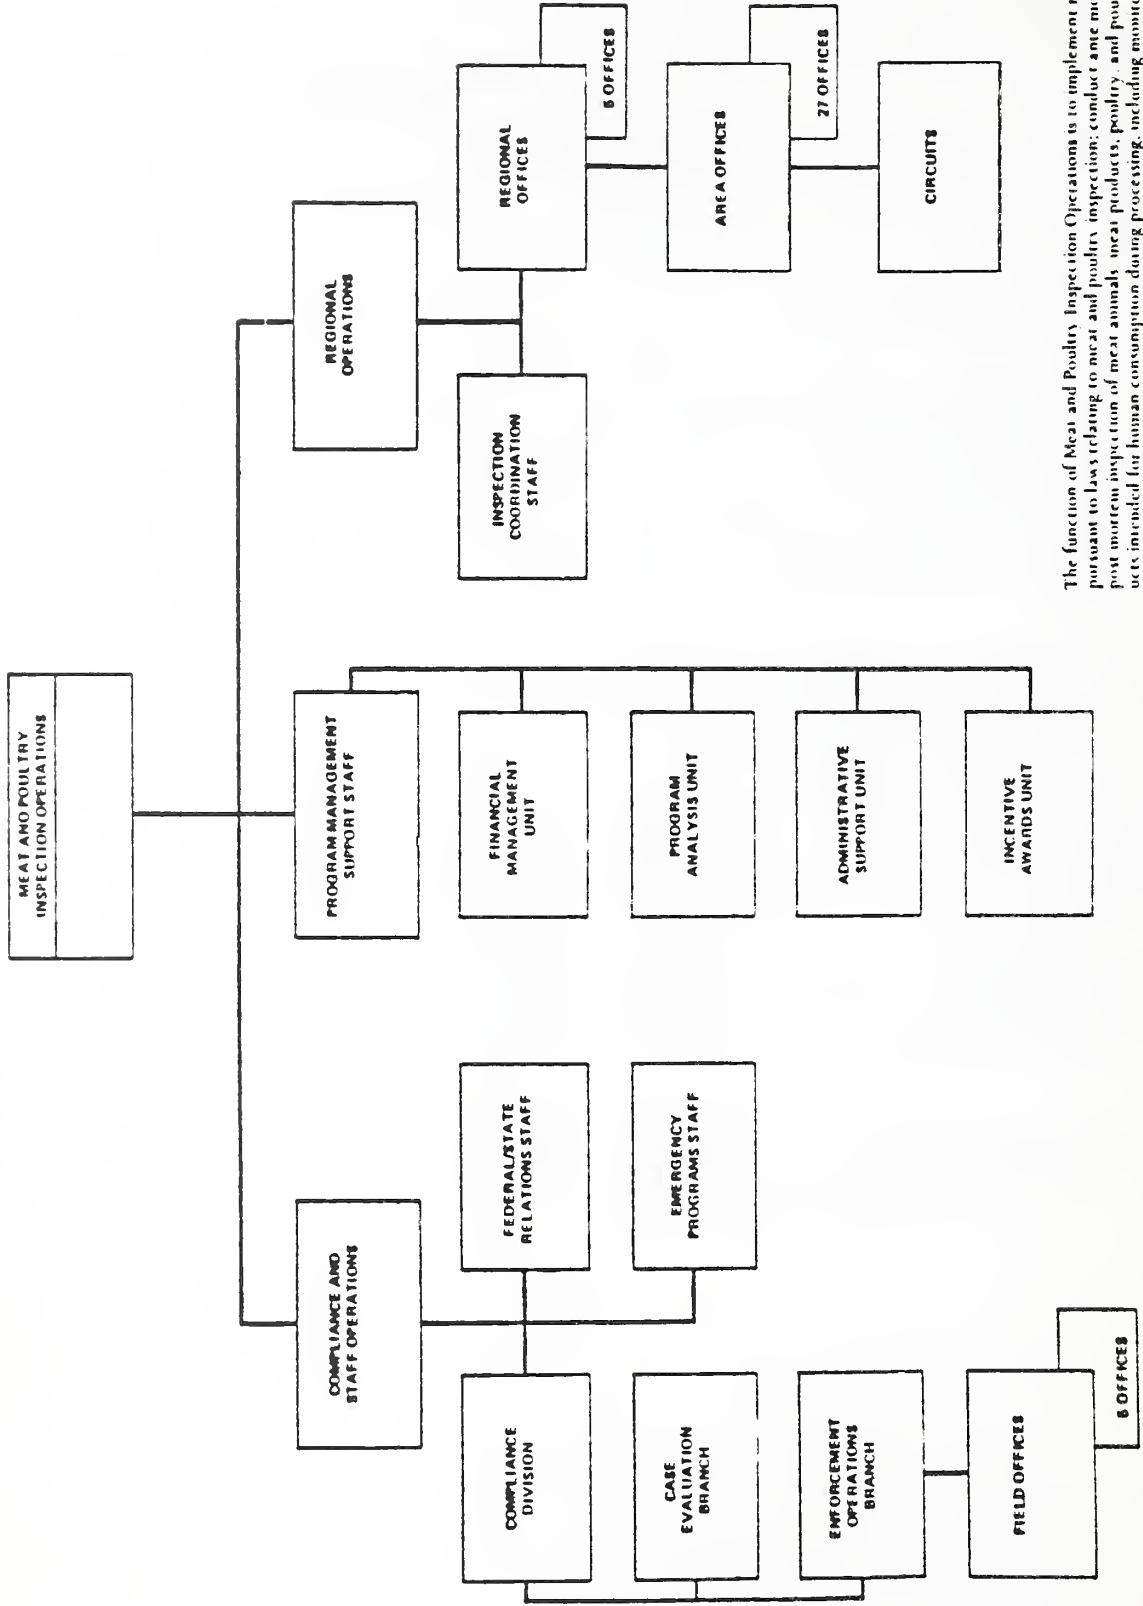 MEAT AND POULTRY
INSPECTION OPERATIONS
COMPLIANCE AND
STAFF OPERATIONS
PROGRAM MANAGEMENT
SUPPORT STAFF
REGIONAL
OPERATIONS
COMPLIANCE
DIVISION
FEDERAL/STATE
RELATIONS STAFF
FINANCIAL
MANAGEMENT
UNIT
INSPECTION
COORDINATION
STAFF
REGIONAL
OFFICES
5 OFFICES
CASE
EVALUATION
BRANCH
EMERGENCY
PROGRAMS STAFF
PROGRAM
ANALYSIS UNIT
AREA OFFICES
27 OFFICES
ENFORCEMENT
OPERATIONS
BRANCH
ADMINISTRATIVE
SUPPORT UNIT
CIRCUITS
FIELD OFFICES
OFFICES
INCENTIVE
AWARDS UNIT
The function of Meat and Poultry Inspection Operations is to implement
pursuant to laws relating to meat and poultry inspection; conduct ante
post mortem inspection of meat animals, meat products, poultry, and
intended for human consumption during processing, including